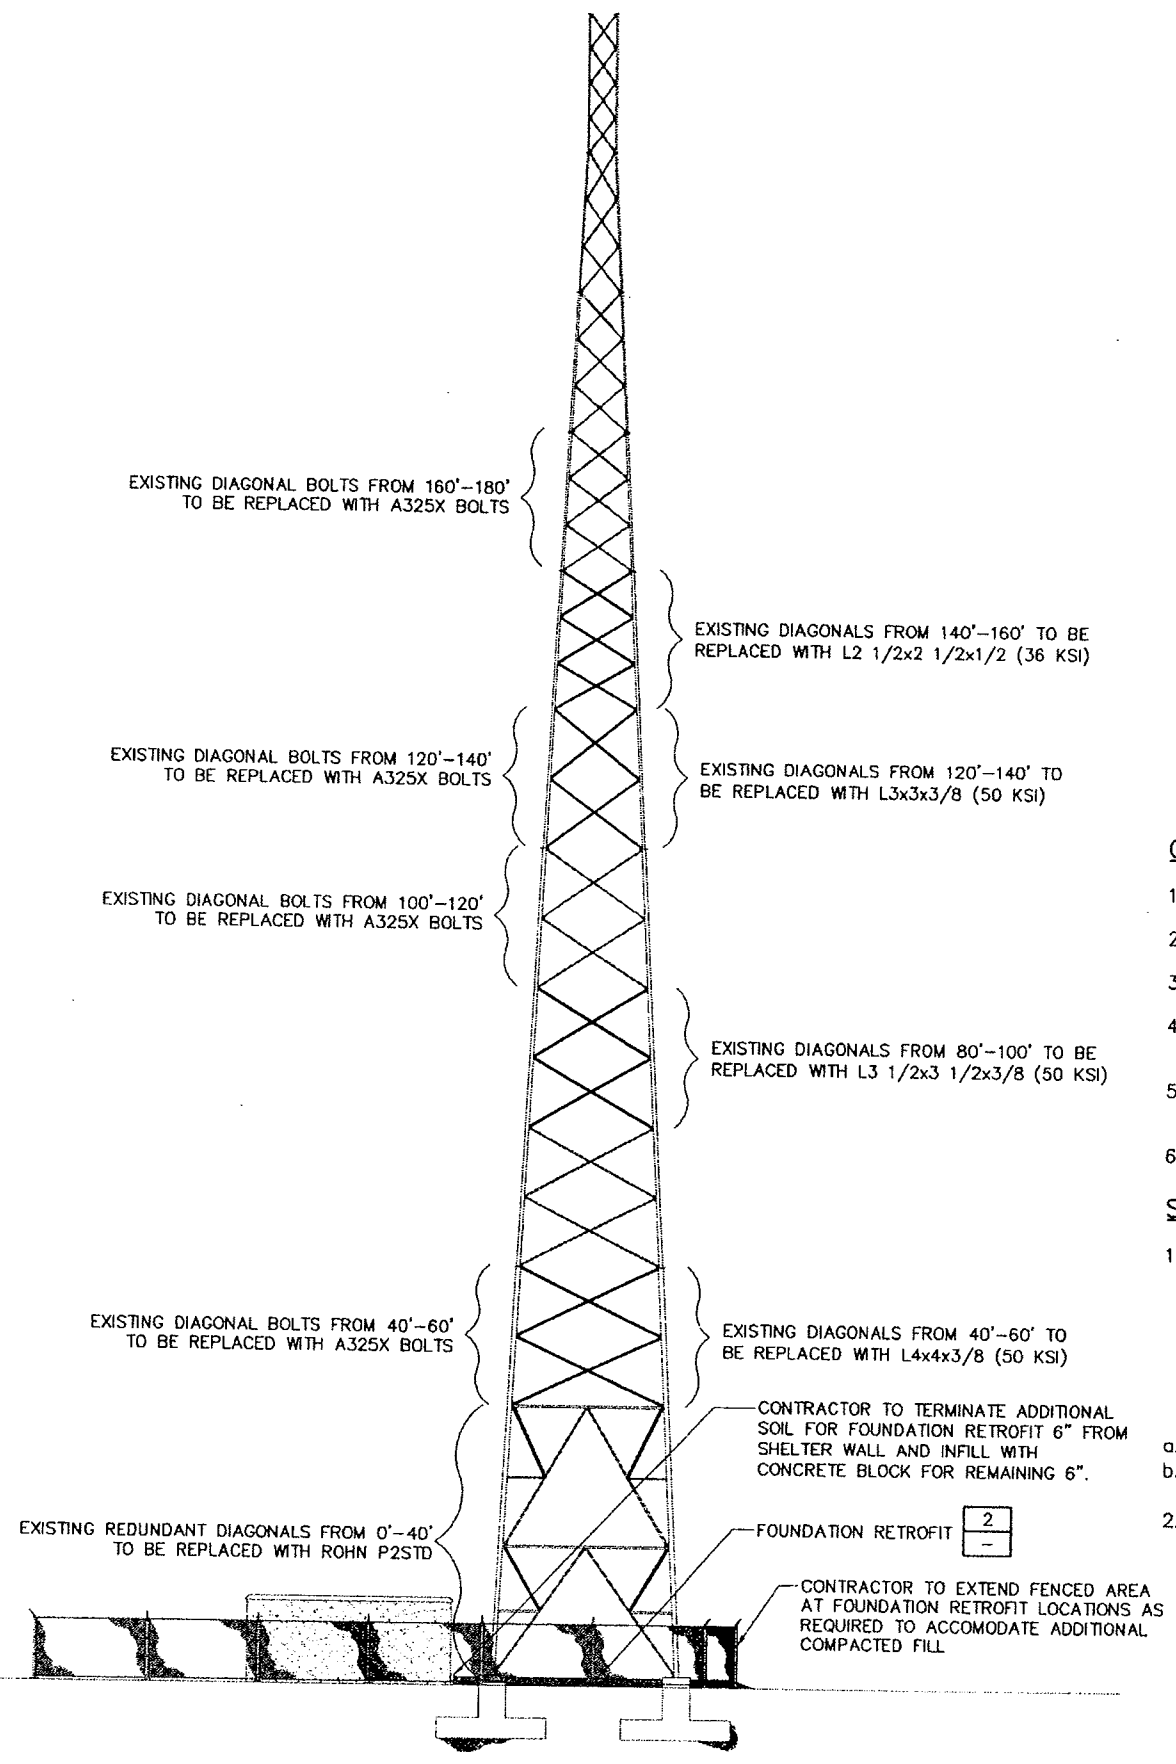 EXISTING DIAGONAL BOLTS FROM 160'-180'
TO BE REPLACED WITH A325X BOLTS
EXISTING DIAGONALS FROM 140'-160' TO BE
REPLACED WITH L2 1/2x2 1/2x1/2 (36 KSI)
EXISTING DIAGONAL BOLTS FROM 120'-140'
TO BE REPLACED WITH A325X BOLTS
EXISTING DIAGONALS FROM 120'-140' TO
BE REPLACED WITH L3x3x3/8 (50 KSI)
EXISTING DIAGONAL BOLTS FROM 100'-120'
TO BE REPLACED WITH A325X BOLTS
EXISTING DIAGONALS FROM 80'-100' TO BE
REPLACED WITH L3 1/2x3 1/2x3/8 (50 KSI)
EXISTING DIAGONAL BOLTS FROM 40'-60'
TO BE REPLACED WITH A325X BOLTS
EXISTING DIAGONALS FROM 40'-60' TO
BE REPLACED WITH L4x4x3/8 (50 KSI)
CONTRACTOR TO TERMINATE ADDITIONAL
SOIL FOR FOUNDATION RETROFIT 6" FROM
SHELTER WALL AND INFILL WITH
CONCRETE BLOCK FOR REMAINING 6".
EXISTING REDUNDANT DIAGONALS FROM 0'-40'
TO BE REPLACED WITH ROHN P2STD
FOUNDATION RETROFIT
2
-
CONTRACTOR TO EXTEND FENCED AREA
AT FOUNDATION RETROFIT LOCATIONS AS
REQUIRED TO ACCOMODATE ADDITIONAL
COMPACTED FILL
1
2
3
4
5
6
1
a.
b.
2.